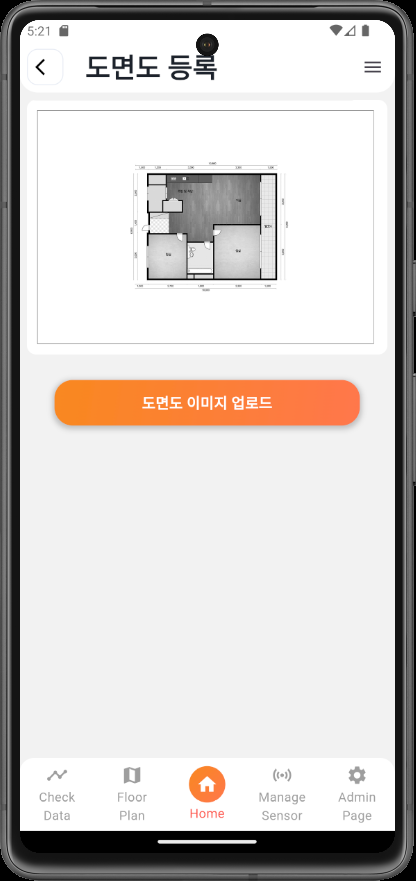 5:21
도면도 등록
도면도 이미지 업로드
Check Data
Floor Plan
Home
Manage Sensor
Admin Page